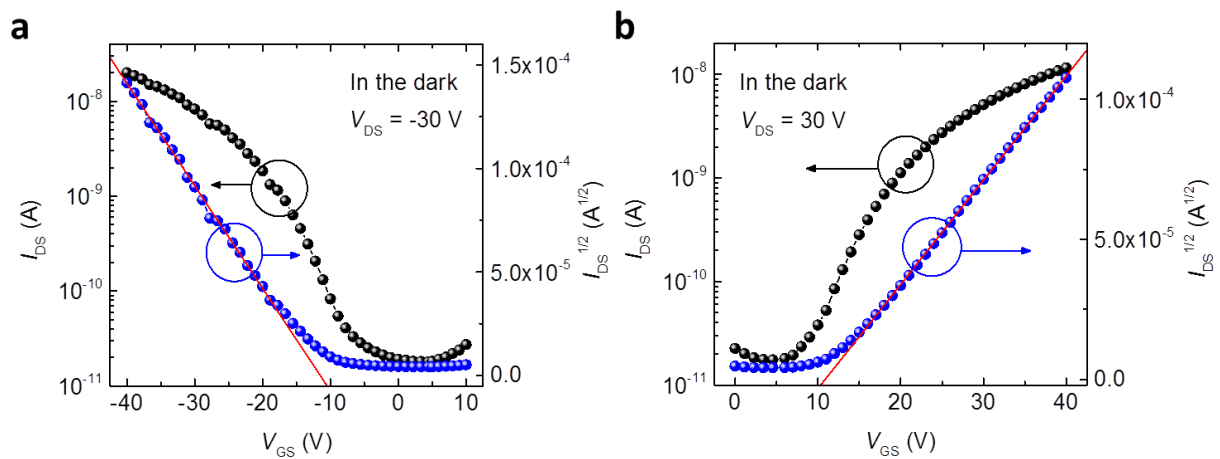 a
b
In the dark
V_DS = -30 V
10^-8
10^-9
10^-10
10^-11
I_DS (A)
1.5x10^-4
1.0x10^-4
5.0x10^-5
0.0
I_DS^1/2 (A^1/2)
-40 -30 -20 -10 0 10
V_GS (V)
In the dark
V_DS = 30 V
10^-8
10^-9
10^-10
10^-11
I_DS (A)
1.0x10^-4
5.0x10^-5
0.0
I_DS^1/2 (A^1/2)
0 10 20 30 40
V_GS (V)